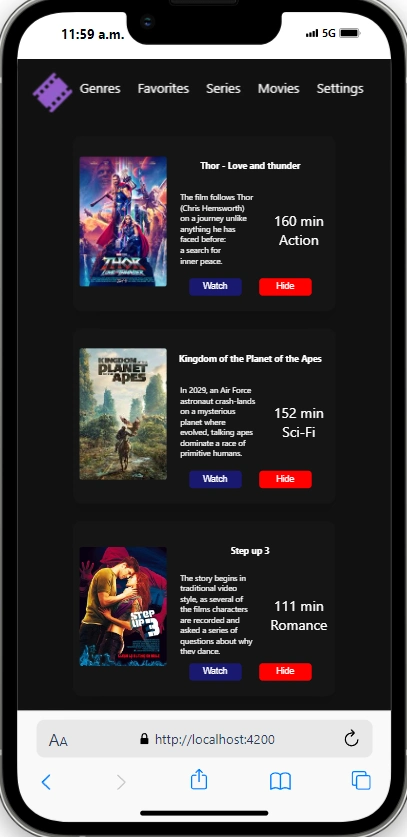 11:59 a.m.
5G
Genres Favorites Series Movies Settings
Thor - Love and thunder
The film follows Thor
(Chris Hemsworth)
on a journey unlike
anything he has
faced before:
a search for
inner peace.
160 min
Action
THOR
LOVE AND THUNDER
Watch Hide
Kingdom of the Planet of the Apes
KINGDOM OF THE
PLANET
OF THE
APES
In 2029, an Air Force
astronaut crash-lands
on a mysterious
planet where
evolved, talking apes
dominate a race of
primitive humans.
152 min
Sci-Fi
Watch Hide
Step up 3
The story begins in
traditional video
style, as several of
the films characters
are recorded and
asked a series of
questions about why
they dance.
111 min
Romance
STEP
UP 3
Watch Hide
AA http://localhost:4200